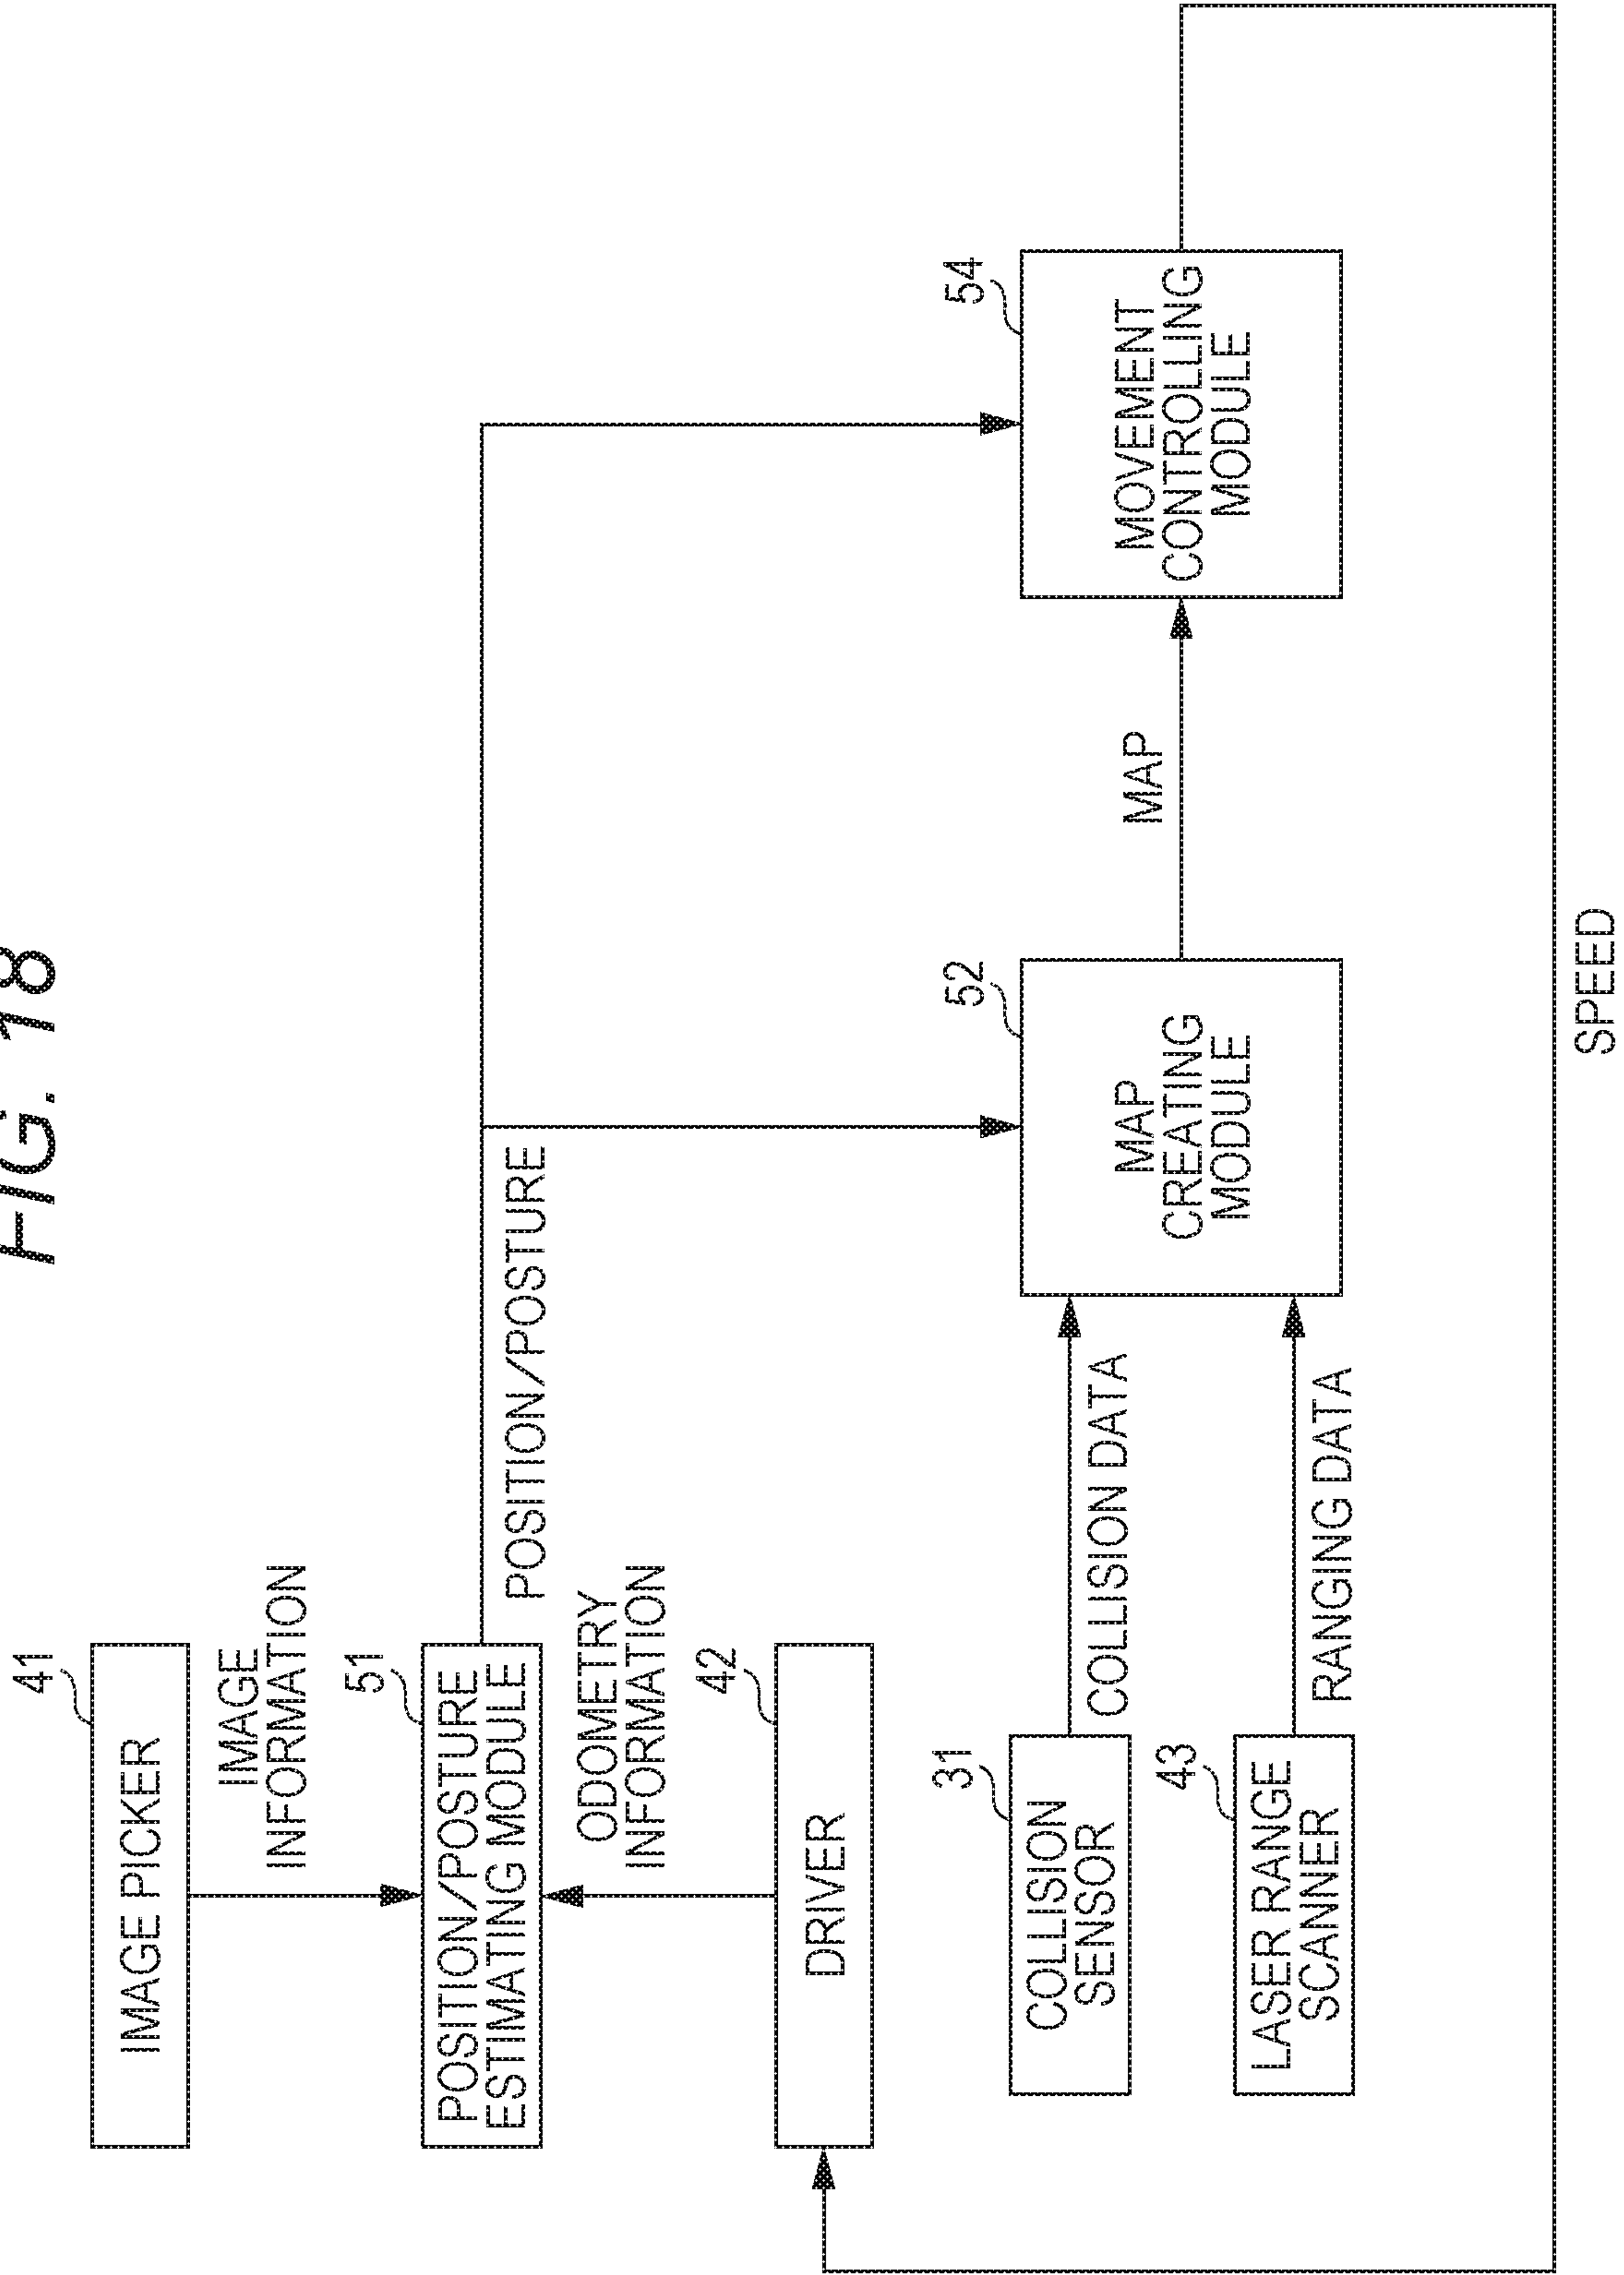 FIG. 18
41
IMAGE PICKER
IMAGE
INFORMATION
51
POSITION/POSTURE
ESTIMATING MODULE
POSITION/POSTURE
ODOMETRY
INFORMATION
42
DRIVER
31
COLLISION
SENSOR
COLLISION DATA
43
LASER RANGE
SCANNER
RANGING DATA
52
MAP
CREATING
MODULE
MAP
54
MOVEMENT
CONTROLLING
MODULE
SPEED